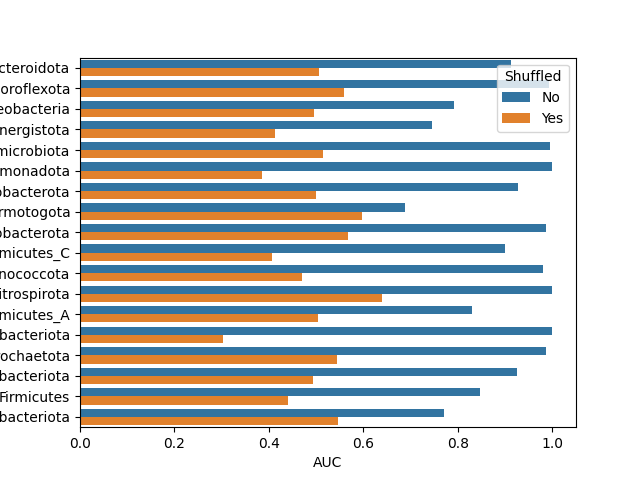 cteroidota
Shuffled
No
Yes
oroflexota
eobacteria
nergistota
microbiota
monadota
obacterota
rmotogota
obacterota
micutes_C
nococcota
itrospirota
micutes_A
bacteriota
ochaetota
bacteriota
Firmicutes
bacteriota
0.0 0.2 0.4 0.6 0.8 1.0
AUC